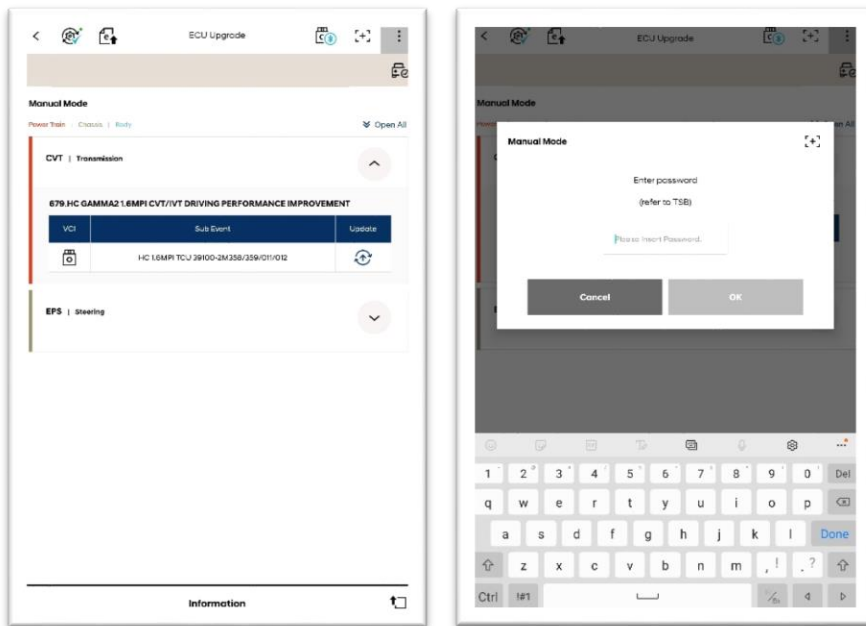 ECU Upgrade
Manual Mode
Power Train | Chassis | Body
Open All
CVT | Transmission
679.HC GAMMA2 1.6MPI CVT/IVT DRIVING PERFORMANCE IMPROVEMENT
VCI Sub Event Update
HC 1.6MPI TCU 39100-2M358/359/011/012
EPS | Steering
Information
ECU Upgrade
Manual Mode
Manual Mode
Enter password
(refer to TSB)
Please Insert Password.
Cancel OK
1 2 3 4 5 6 7 8 9 0 Del
q w e r t y u i o p
a s d f g h j k l Done
z x c v b n m , ! . ?
Ctrl !#1